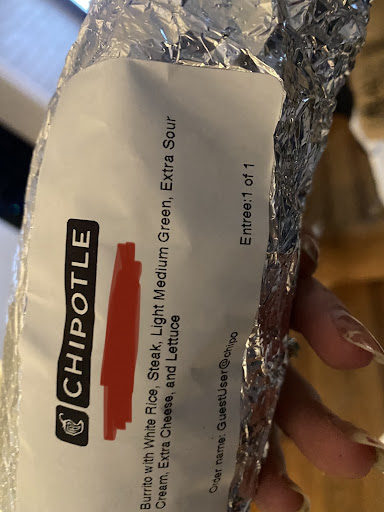 CHIPOTLE
Burrito with White Rice, Steak, Light Medium Green, Extra Sour
Cream, Extra Cheese, and Lettuce
Entree:1 of 1
Order name: GuestUser@chipo